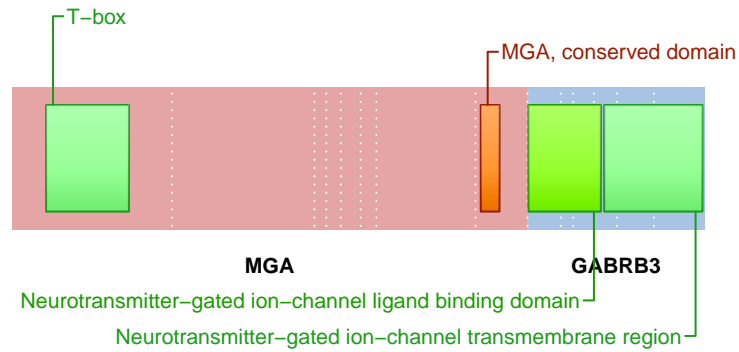 T−box
MGA, conserved domain
MGA
GABRB3
Neurotransmitter−gated ion−channel ligand binding domain
Neurotransmitter−gated ion−channel transmembrane region